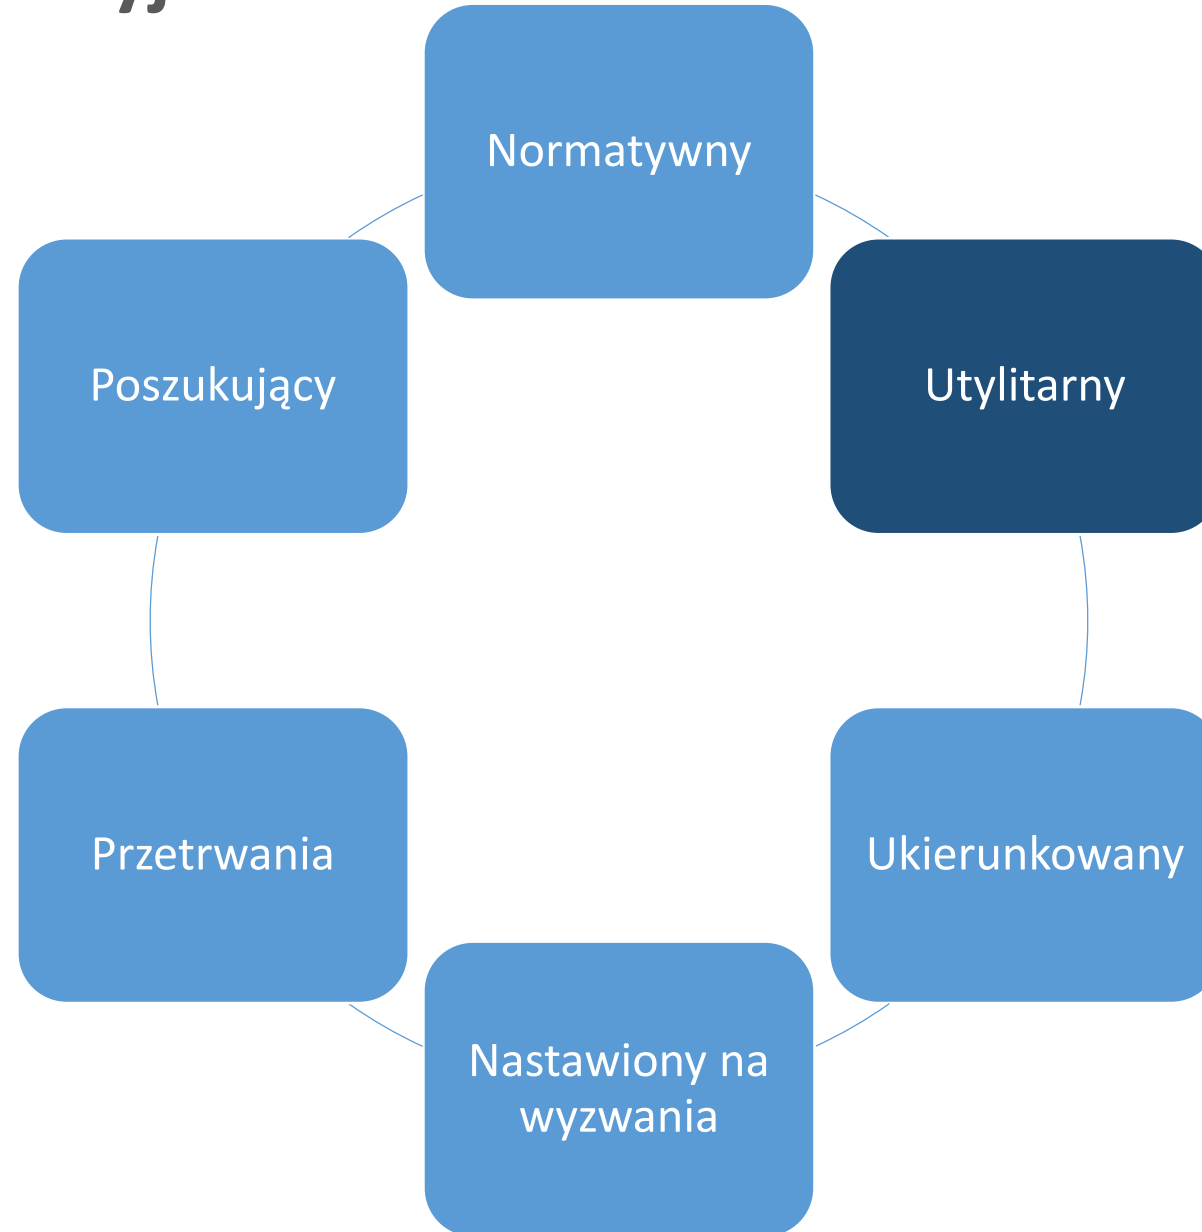 Normatywny
Poszukujący
Utylitarny
Przetrwania
Ukierunkowany
Nastawiony na
wyzwania